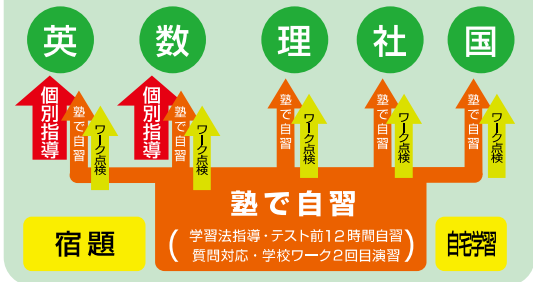 英 数 理 社 国
個別指導 塾で自習 ワーク点検 個別指導 塾で自習 ワーク点検 塾で自習 ワーク点検 塾で自習 ワーク点検 塾で自習 ワーク点検
塾で自習
(学習法指導・テスト前12時間自習
質問対応・学校ワーク2回目演習)
宿題
自宅学習